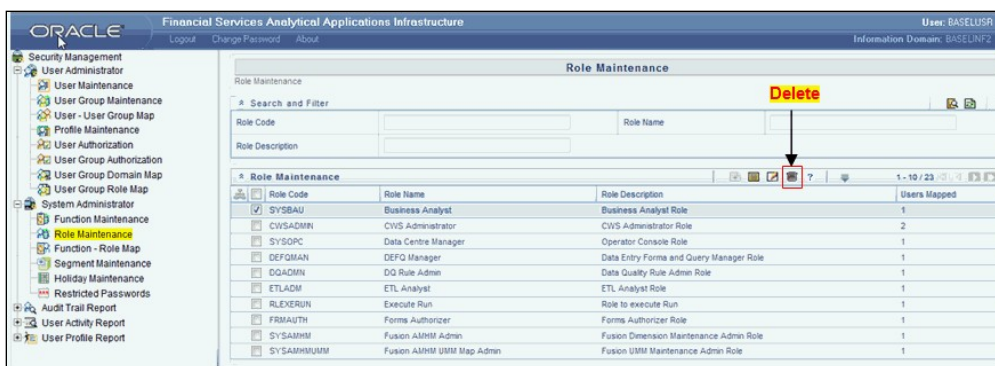 ORACLE
Financial Services Analytical Applications Infrastructure
User: BASELUSR
Logout Change Password About
Information Domain: BASELINF2
Security Management
User Administrator
User Maintenance
User Group Maintenance
User - User Group Map
Profile Maintenance
User Authorization
User Group Authorization
User Group Domain Map
User Group Role Map
System Administrator
Function Maintenance
Role Maintenance
Function - Role Map
Segment Maintenance
Holiday Maintenance
Restricted Passwords
Audit Trail Report
User Activity Report
User Profile Report
Role Maintenance
Role Maintenance
Delete
Search and Filter
Role Code Role Name
Role Description
Role Maintenance ? 1 - 10 / 23
Role Code Role Name Role Description Users Mapped
SYSBAU Business Analyst Business Analyst Role 1
CWSADMIN CWS Administrator CWS Administrator Role 2
SYSOPC Data Centre Manager Operator Console Role 1
DEFQMAN DEFQ Manager Data Entry Forms and Query Manager Role 1
DQADMN DQ Rule Admin Data Quality Rule Admin Role 1
ETLADM ETL Analyst ETL Analyst Role 1
RLEXERUN Execute Run Role to execute Run 1
FRMAUTH Forms Authorizer Forms Authorizer Role 1
SYSAMHM Fusion AMHM Admin Fusion Dimension Maintenance Admin Role 1
SYSAMHMUMM Fusion AMHM UMM Map Admin Fusion UMM Maintenance Admin Role 1